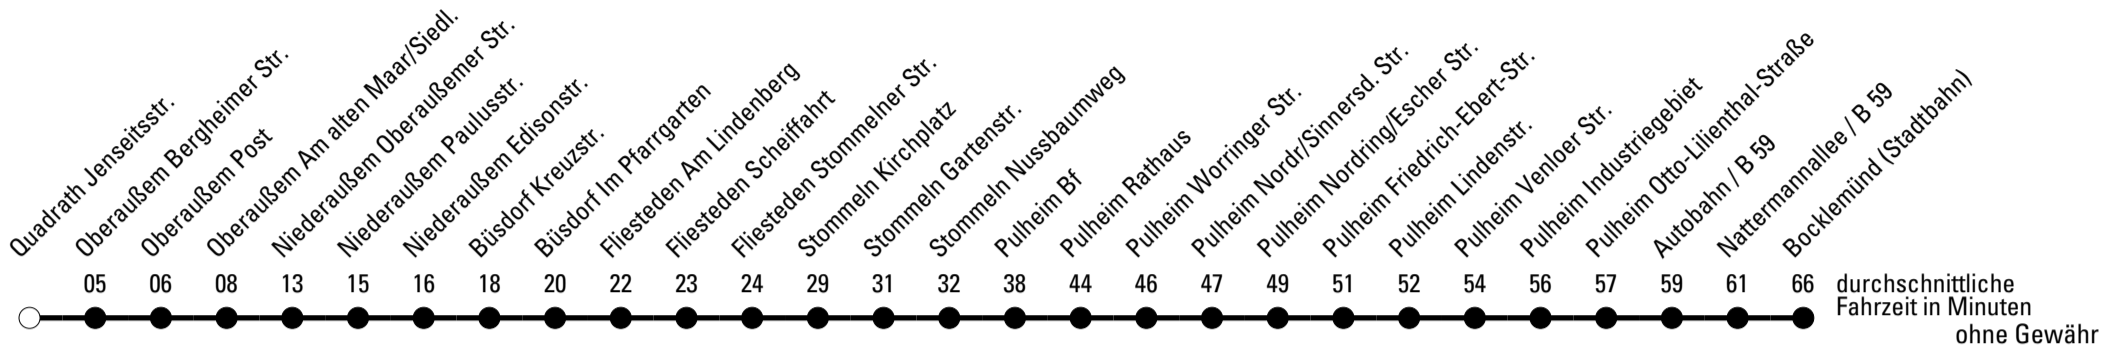 Quadrath Jenseitsstr.
Oberaußem Bergheimer Str.
Oberaußem Post
Oberaußem Am alten Maar/Siedl.
Niederaußem Oberaußemer Str.
Niederaußem Paulusstr.
Niederaußem Edisonstr.
Büsdorf Kreuzstr.
Büsdorf Im Pfarrgarten
Fliesteden Am Lindenberg
Fliesteden Scheiffahrt
Fliesteden Stommelner Str.
Stommeln Kirchplatz
Stommeln Gartenstr.
Stommeln Nussbaumweg
Pulheim Bf
Pulheim Rathaus
Pulheim Worringer Str.
Pulheim Nordr/Sinnersd. Str.
Pulheim Nordring/Escher Str.
Pulheim Friedrich-Ebert-Str.
Pulheim Lindenstr.
Pulheim Venloer Str.
Pulheim Industriegebiet
Pulheim Otto-Lilienthal-Straße
Autobahn / B 59
Nattermannallee / B 59
Bocklemünd (Stadtbahn)
05 06 08 13 15 16 18 20 22 23 24 29 31 32 38 44 46 47 49 51 52 54 56 57 59 61 66 durchschnittliche
Fahrzeit in Minuten
ohne Gewähr